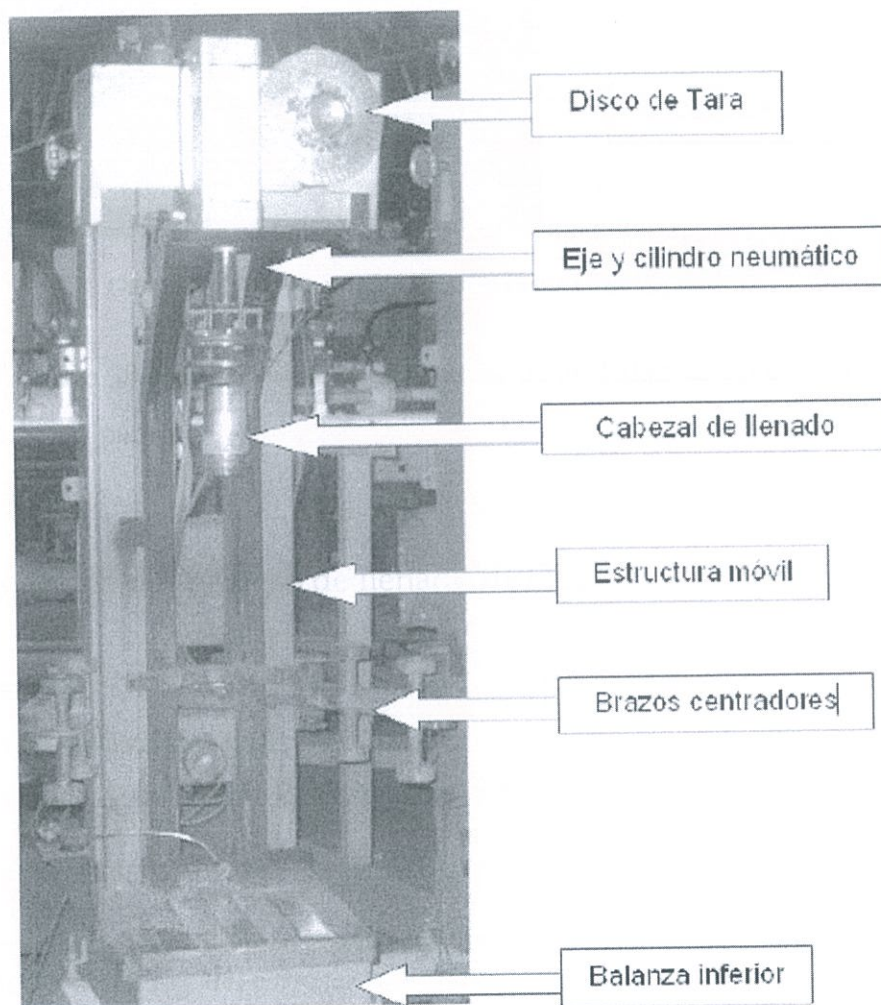 Disco de Tara
Eje y cilindro neumático
Cabezal de llenado
Estructura móvil
Brazos centradores
Balanza inferior